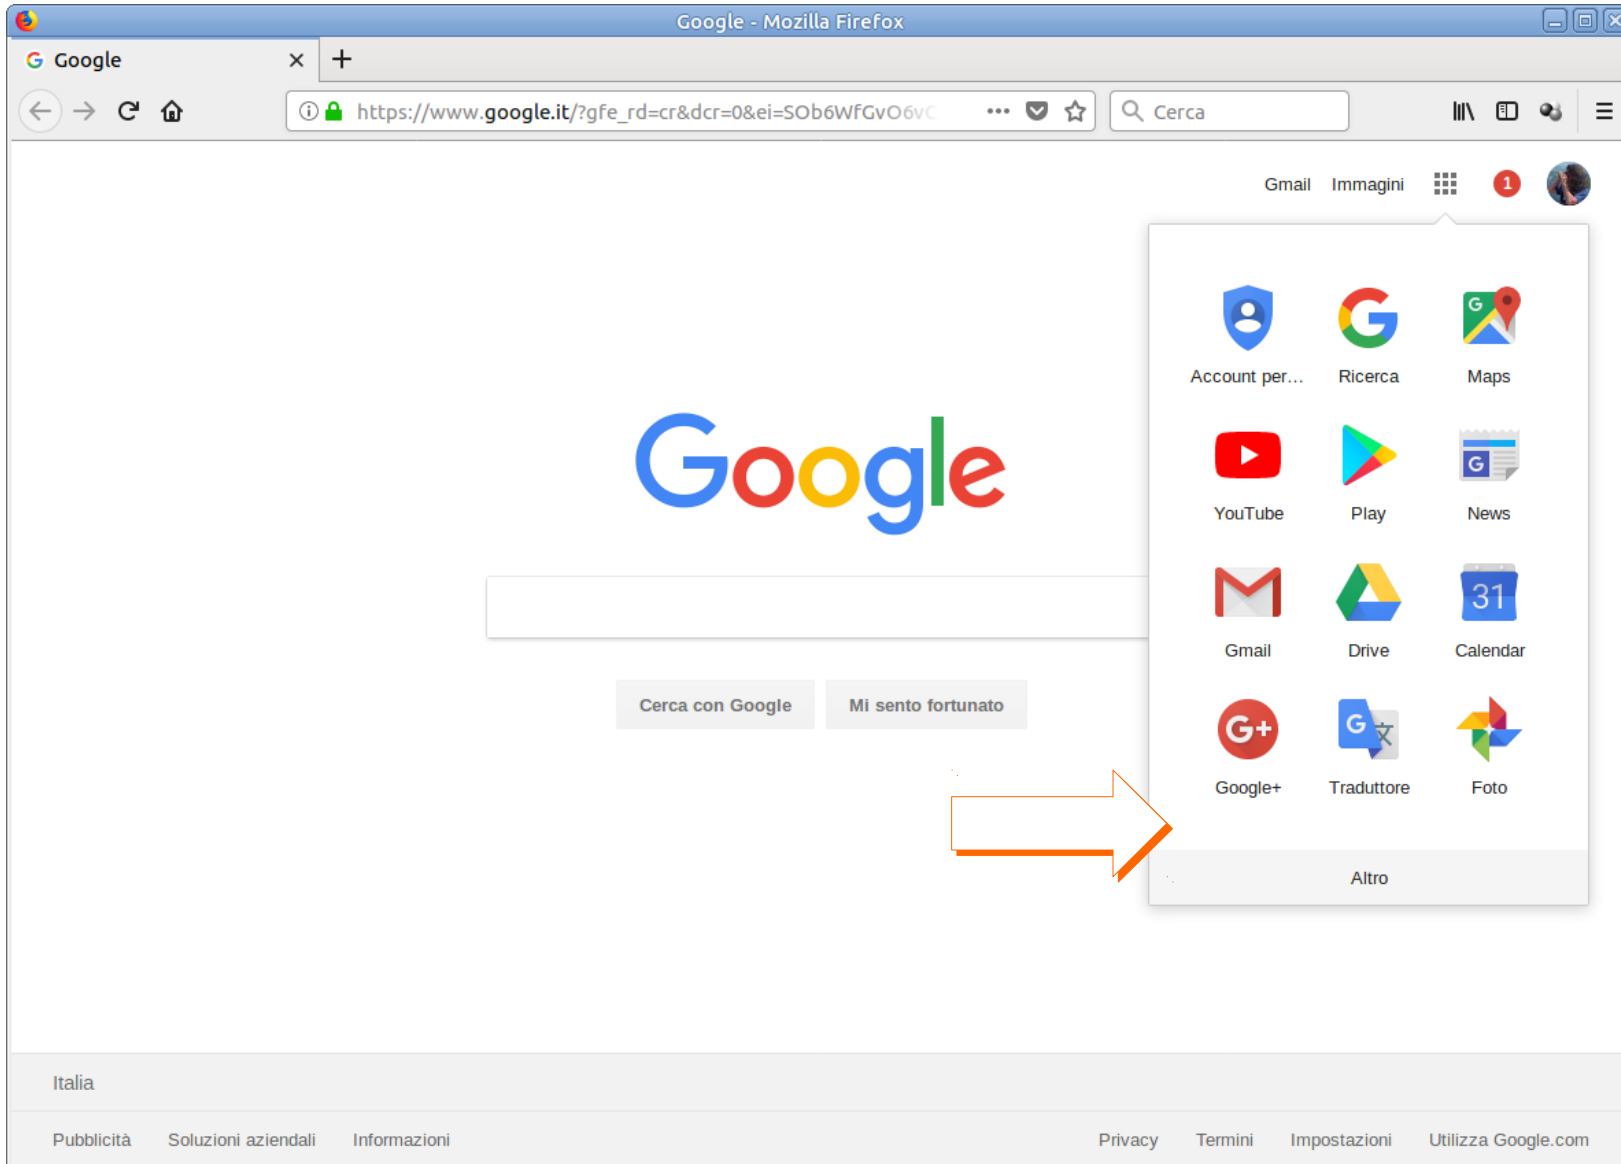 Google - Mozilla Firefox
Google
https://www.google.it/?gfe_rd=cr&dcr=0&ei=SOb6WfGvO6v
Cerca
Gmail Immagini 1
Account per... Ricerca Maps
YouTube Play News
Google
Gmail Drive Calendar
Cerca con Google Mi sento fortunato
Google+ Traduttore Foto
Altro
Italia
Pubblicità Soluzioni aziendali Informazioni Privacy Termini Impostazioni Utilizza Google.com